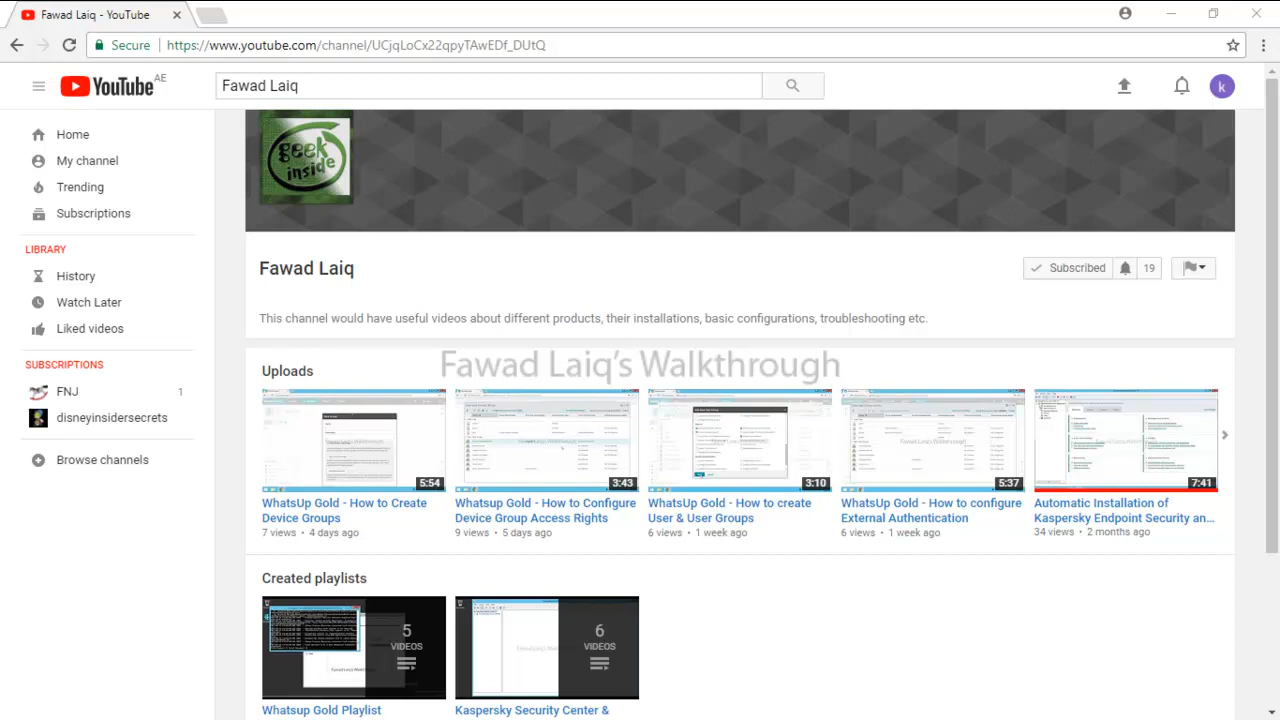 Fawad Laiq - YouTube
Secure
https://www.youtube.com/channel/UCjqLoCx22qpyTAwEDf_DUtQ
YouTube AE
Fawad Laiq
k
Home
My channel
Trending
Subscriptions
LIBRARY
History
Watch Later
Liked videos
SUBSCRIPTIONS
FNJ 1
disneyinsidersecrets
Browse channels
geek
inside
Fawad Laiq
Subscribed 19
This channel would have useful videos about different products, their installations, basic configurations, troubleshooting etc.
Fawad Laiq's Walkthrough
Uploads
5:54
3:43
3:10
5:37
7:41
WhatsUp Gold - How to Create
Device Groups
7 views • 4 days ago
Whatsup Gold - How to Configure
Device Group Access Rights
9 views • 5 days ago
WhatsUp Gold - How to create
User & User Groups
6 views • 1 week ago
WhatsUp Gold - How to configure
External Authentication
6 views • 1 week ago
Automatic Installation of
Kaspersky Endpoint Security an...
34 views • 2 months ago
Created playlists
5
VIDEOS
6
VIDEOS
Whatsup Gold Playlist
Kaspersky Security Center &